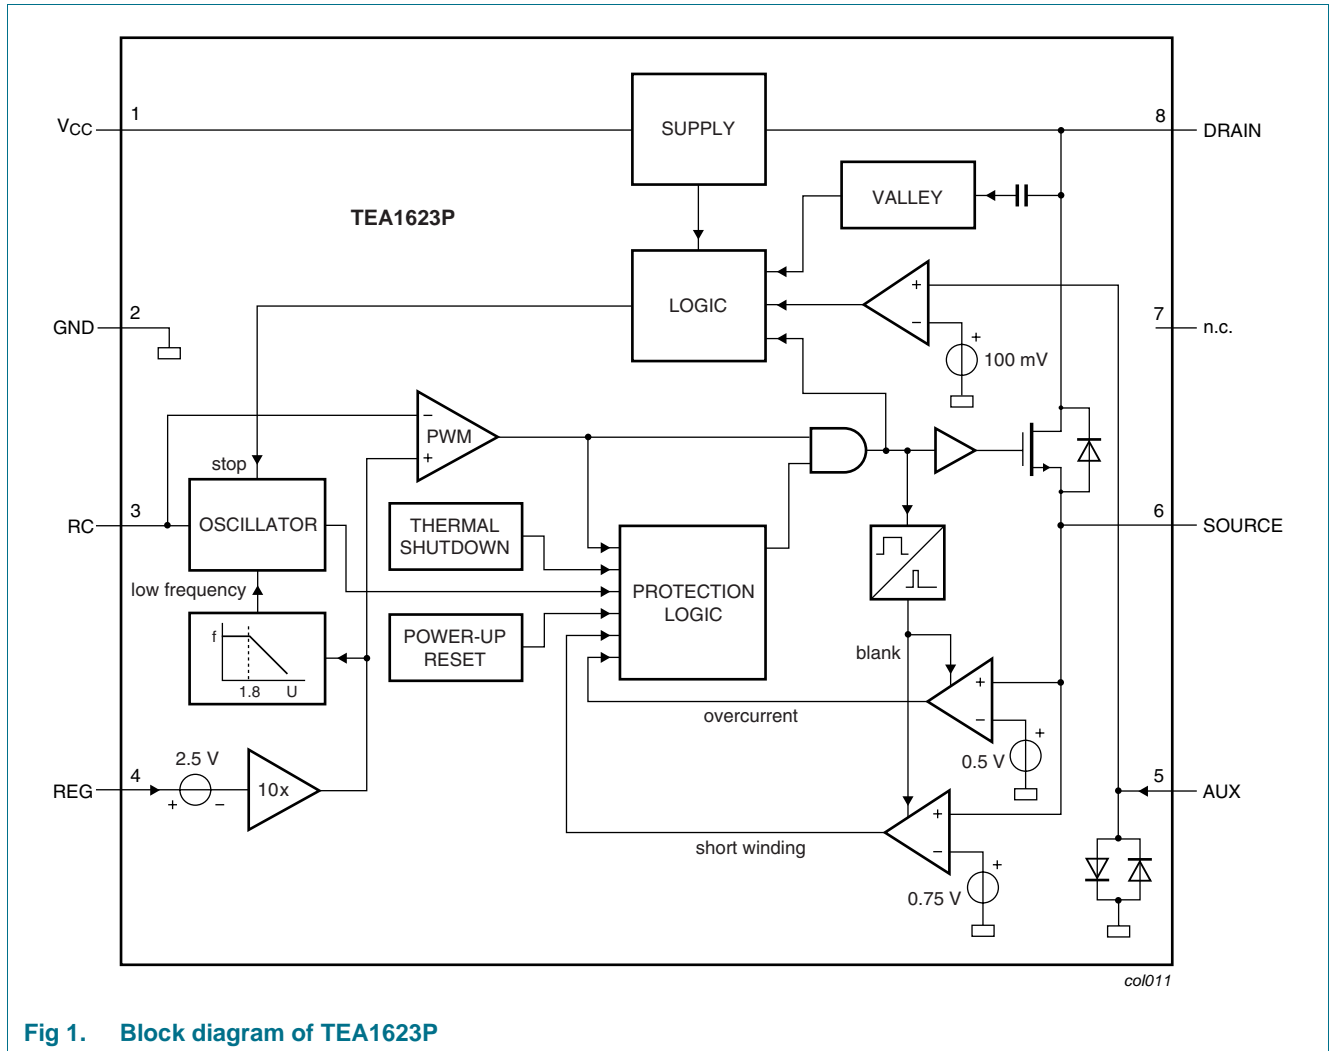 1
VCC
SUPPLY
8
DRAIN
VALLEY
TEA1623P
LOGIC
+
−
+
100 mV
2
GND
7
n.c.
−
PWM
+
stop
3
RC
OSCILLATOR
THERMAL
SHUTDOWN
6
SOURCE
low frequency
PROTECTION
LOGIC
f
1.8
U
POWER-UP
RESET
blank
+
−
overcurrent
+
0.5 V
2.5 V
4
REG
+
−
10x
5
AUX
+
−
short winding
+
0.75 V
col011
Fig 1. Block diagram of TEA1623P